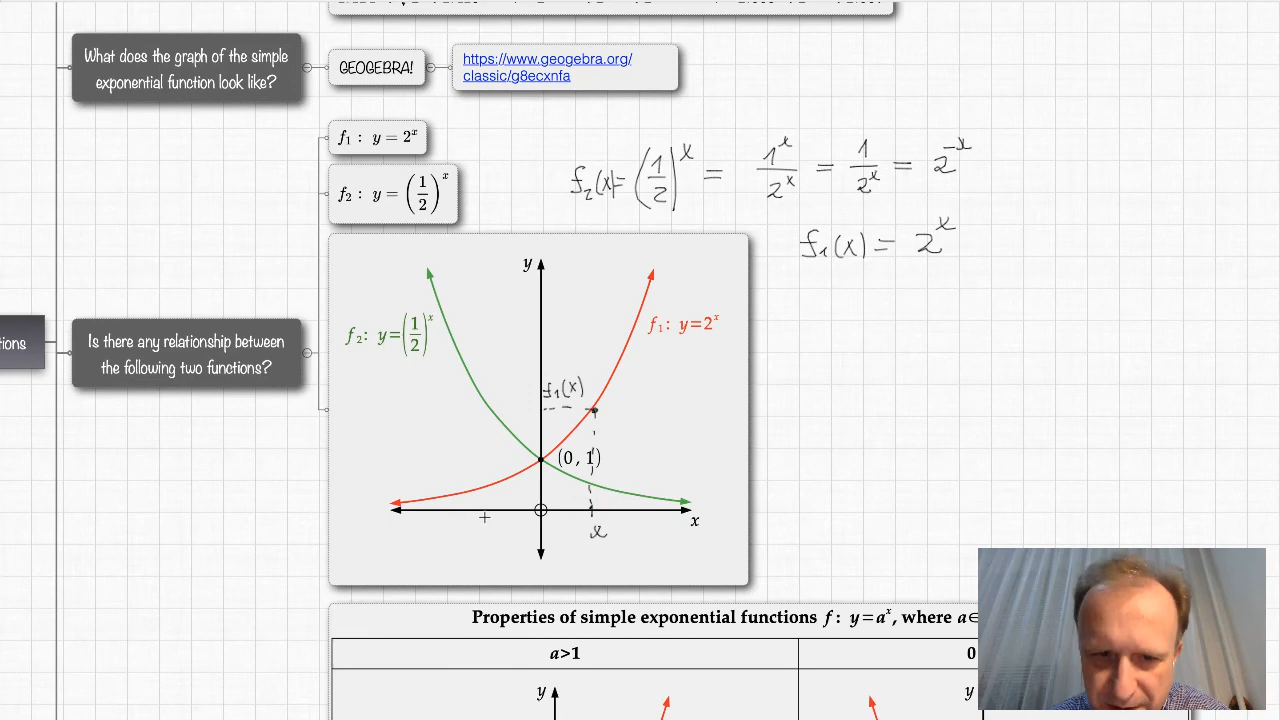 What does the graph of the simple
exponential function look like?
GEOGEBRA!
https://www.geogebra.org/
classic/g8ecxnfa
f₁ : y = 2ˣ
f₂ : y = (1/2)ˣ
f₂(x) = (1/2)ˣ = 1ˣ/2ˣ = 1/2ˣ = 2⁻ˣ
f₁(x) = 2ˣ
tions
Is there any relationship between
the following two functions?
y
f₂: y=(1/2)ˣ
f₁: y=2ˣ
f₁(x)
(0, 1)
x
x
Properties of simple exponential functions f: y=aˣ, where a∈
a>1
0
y
y